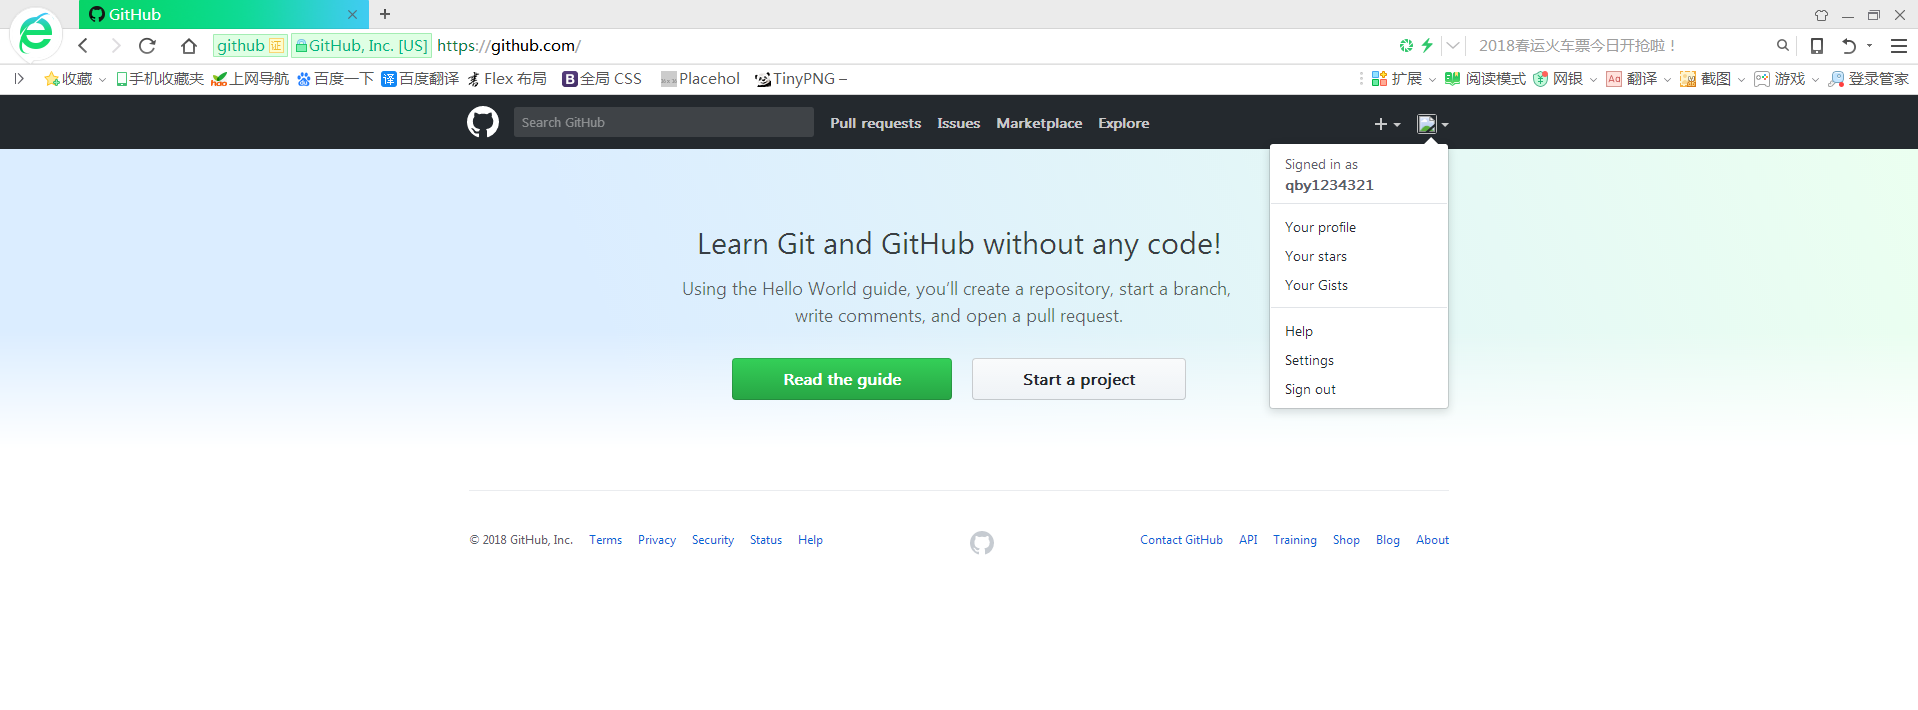 GitHub
github 证 GitHub, Inc. [US] https://github.com/ 2018春运火车票今日开抢啦！
收藏 手机收藏夹 上网导航 百度一下 译 百度翻译 Flex 布局 B 全局 CSS Placehol TinyPNG – 扩展 阅读模式 网银 Aa 翻译 截图 游戏 登录管家
Search GitHub Pull requests Issues Marketplace Explore
Signed in as
qby1234321
Your profile
Your stars
Your Gists
Help
Settings
Sign out
Learn Git and GitHub without any code!
Using the Hello World guide, you’ll create a repository, start a branch,
write comments, and open a pull request.
Read the guide Start a project
© 2018 GitHub, Inc. Terms Privacy Security Status Help Contact GitHub API Training Shop Blog About